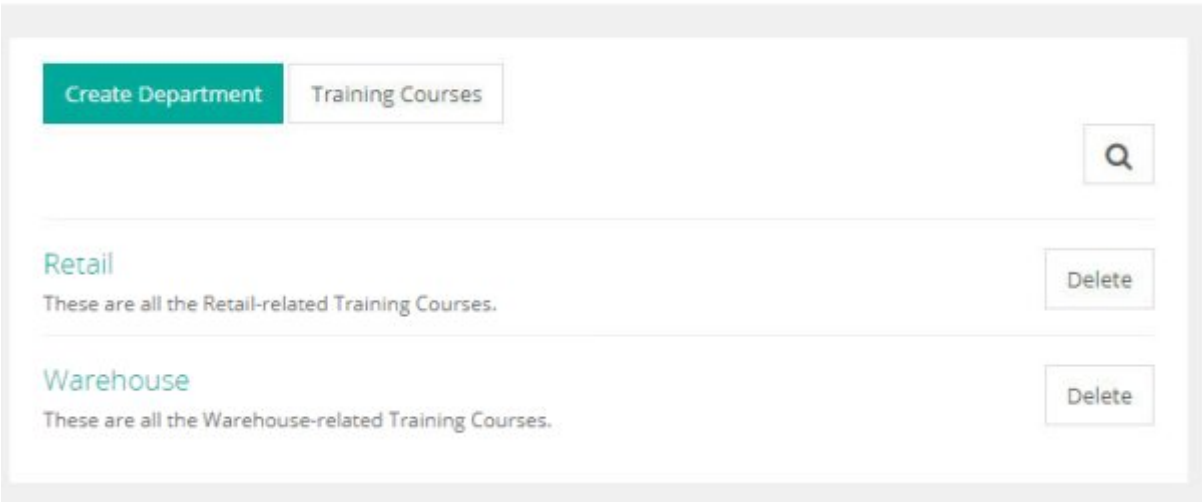 Create Department
Training Courses
Retail
These are all the Retail-related Training Courses.
Delete
Warehouse
These are all the Warehouse-related Training Courses.
Delete